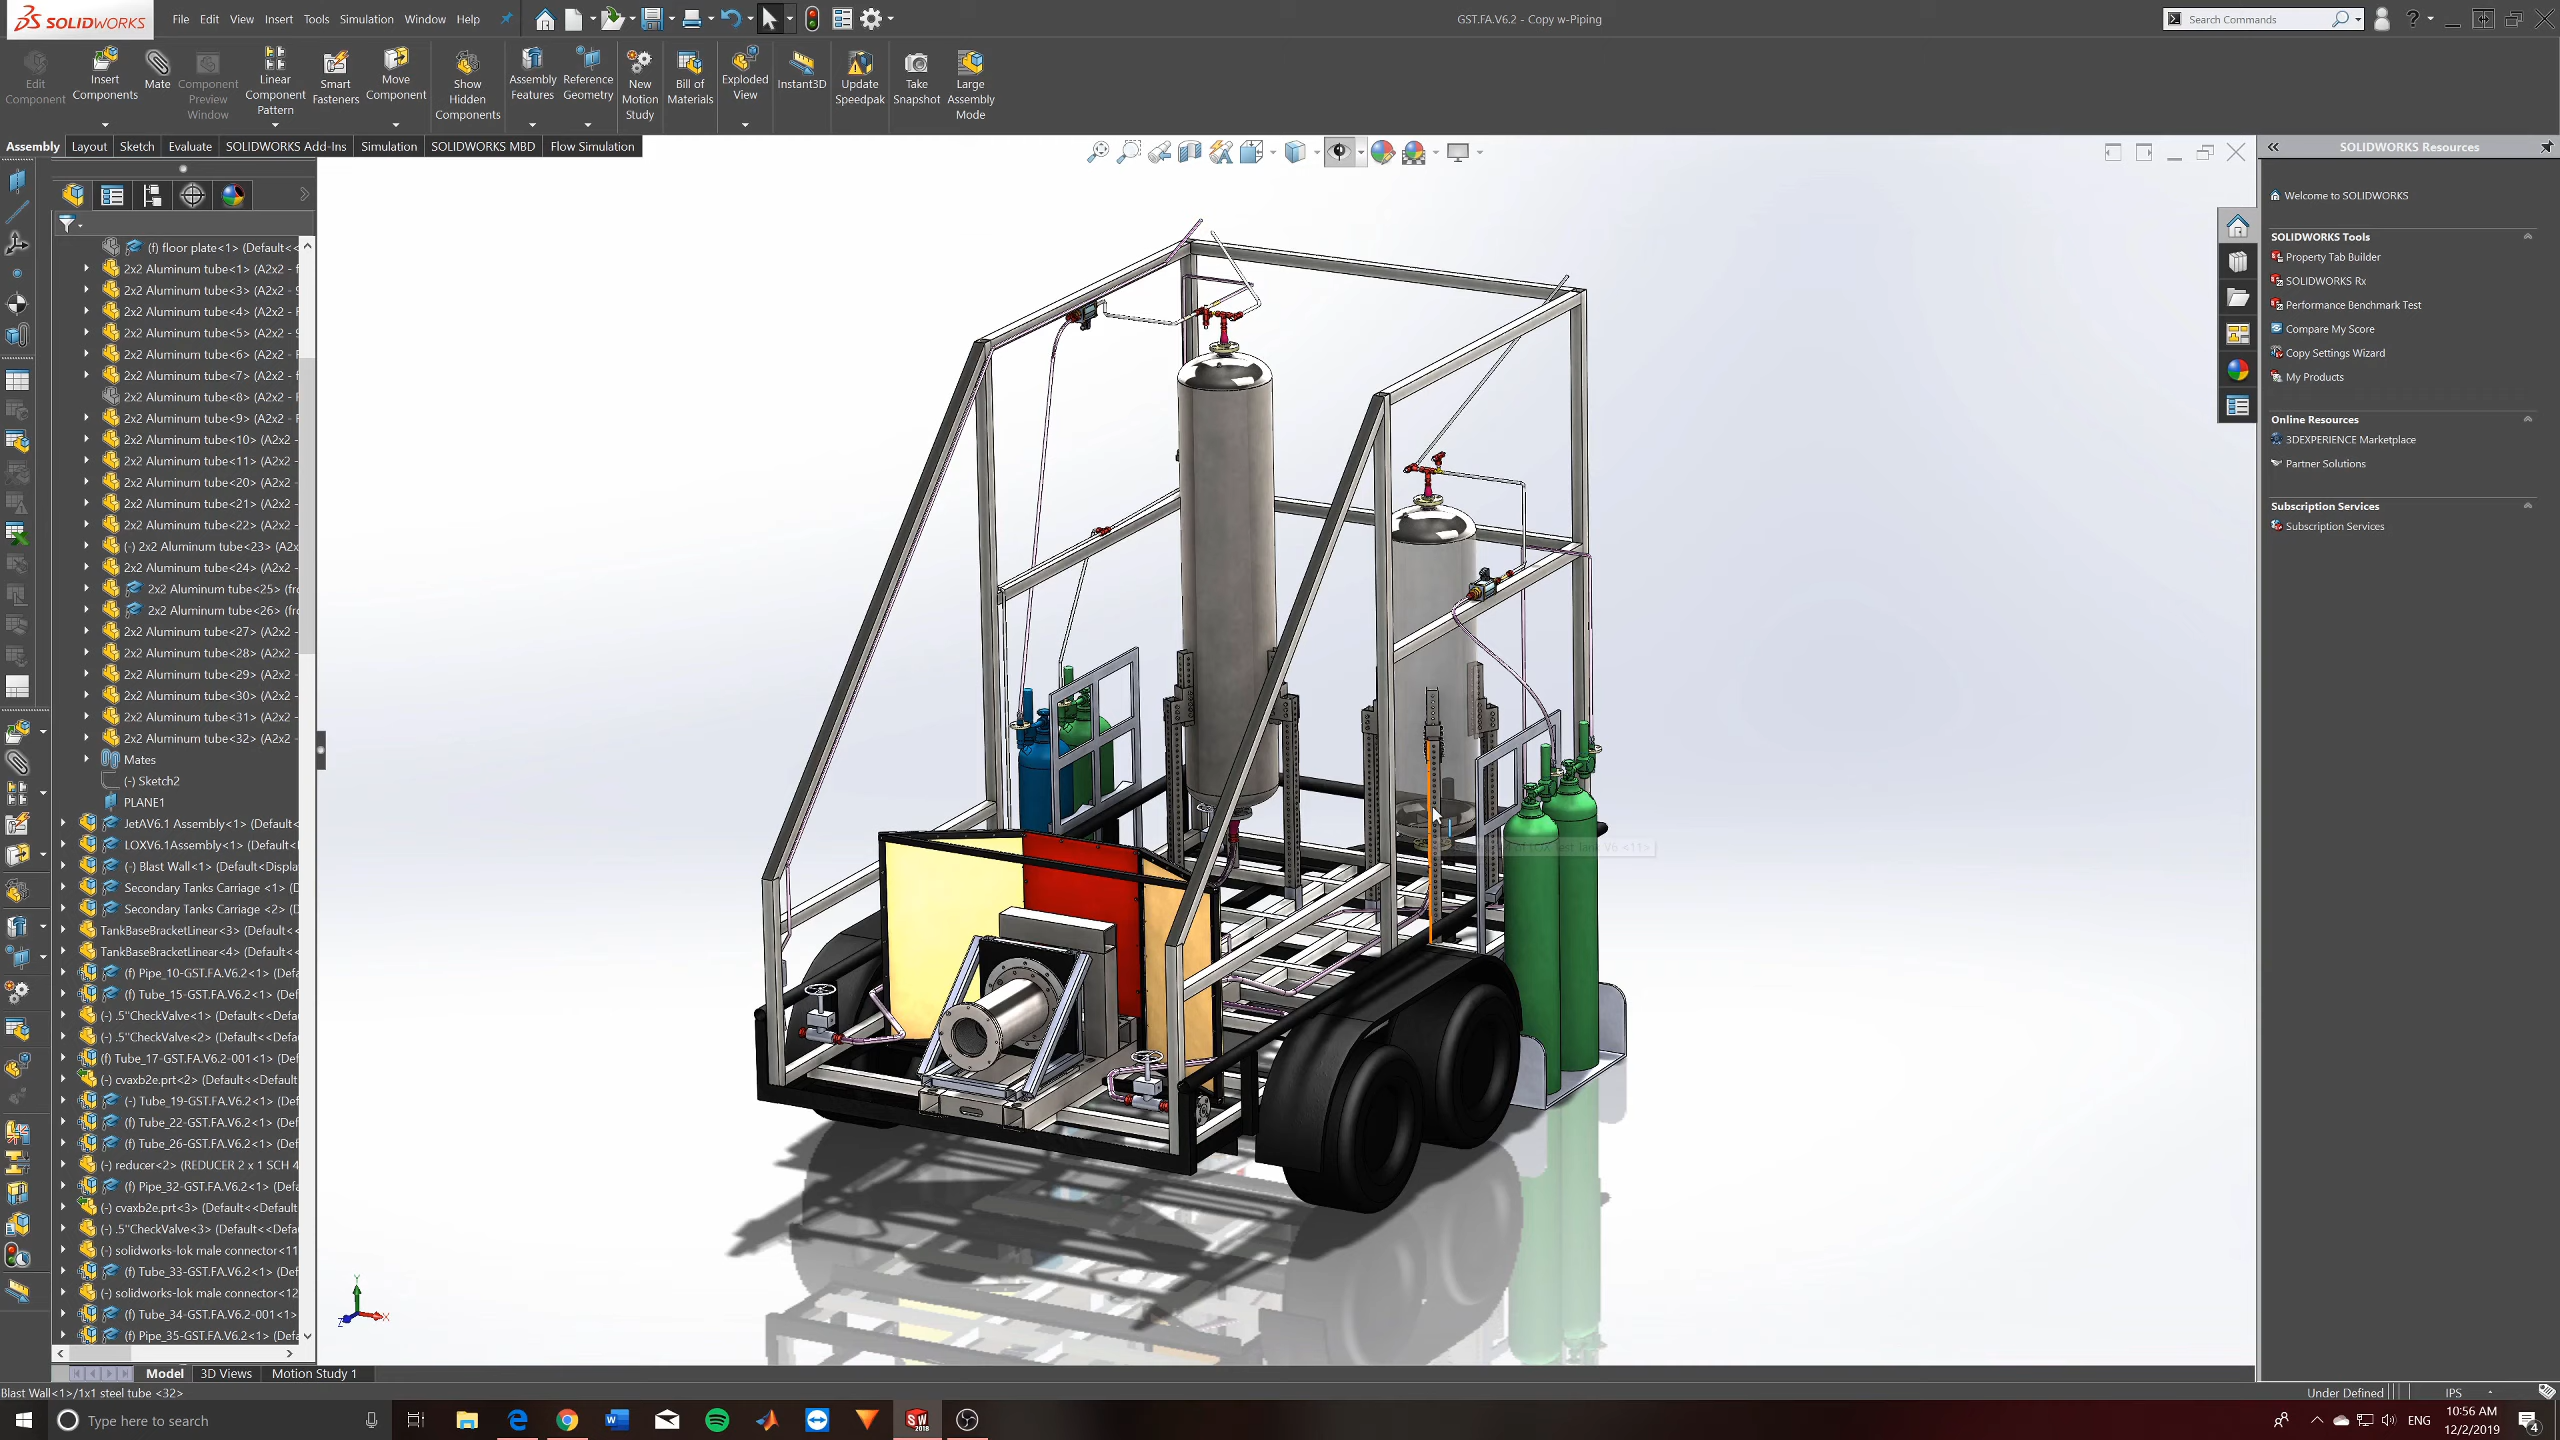 SOLIDWORKS
File Edit View Insert Tools Simulation Window Help
GST.FA.V6.2 - Copy w-Piping
Search Commands
Edit Component
Insert Components
Mate
Component Preview Window
Linear Component Pattern
Smart Fasteners
Move Component
Show Hidden Components
Assembly Features
Reference Geometry
New Motion Study
Bill of Materials
Exploded View
Instant3D
Update Speedpak
Take Snapshot
Large Assembly Mode
Assembly Layout Sketch Evaluate SOLIDWORKS Add-Ins Simulation SOLIDWORKS MBD Flow Simulation
(f) floor plate<1> (Default<<
2x2 Aluminum tube<1> (A2x2 - f
2x2 Aluminum tube<3> (A2x2 - 9
2x2 Aluminum tube<4> (A2x2 - F
2x2 Aluminum tube<5> (A2x2 - 9
2x2 Aluminum tube<6> (A2x2 - F
2x2 Aluminum tube<7> (A2x2 - f
2x2 Aluminum tube<8> (A2x2 - F
2x2 Aluminum tube<9> (A2x2 - F
2x2 Aluminum tube<10> (A2x2 -
2x2 Aluminum tube<11> (A2x2 -
2x2 Aluminum tube<20> (A2x2 -
2x2 Aluminum tube<21> (A2x2 -
2x2 Aluminum tube<22> (A2x2 -
(-) 2x2 Aluminum tube<23> (A2x
2x2 Aluminum tube<24> (A2x2 -
2x2 Aluminum tube<25> (fro
2x2 Aluminum tube<26> (fro
2x2 Aluminum tube<27> (A2x2 -
2x2 Aluminum tube<28> (A2x2 -
2x2 Aluminum tube<29> (A2x2 -
2x2 Aluminum tube<30> (A2x2 -
2x2 Aluminum tube<31> (A2x2 -
2x2 Aluminum tube<32> (A2x2 -
Mates
(-) Sketch2
PLANE1
JetAV6.1 Assembly<1> (Default<
LOXV6.1Assembly<1> (Default<
(-) Blast Wall<1> (Default<Displa
Secondary Tanks Carriage <1> (D
Secondary Tanks Carriage <2> (D
TankBaseBracketLinear<3> (Defa
TankBaseBracketLinear<4> (Defa
(f) Pipe_10-GST.FA.V6.2<1> (Defa
(f) Tube_15-GST.FA.V6.2<1> (Def
(-) .5"CheckValve<1> (Default<<Defa
(-) .5"CheckValve<2> (Default<<Defa
(f) Tube_17-GST.FA.V6.2-001<1> (Def
(-) cvaxb2e.prt<2> (Default<<Default
(-) Tube_19-GST.FA.V6.2<1> (Def
(f) Tube_22-GST.FA.V6.2<1> (Def
(f) Tube_26-GST.FA.V6.2<1> (Def
(-) reducer<2> (REDUCER 2 x 1 SCH 4
(f) Pipe_32-GST.FA.V6.2<1> (Defa
(-) cvaxb2e.prt<3> (Default<<Default
(-) .5"CheckValve<3> (Default<<Defa
(-) solidworks-lok male connector<11
(f) Tube_33-GST.FA.V6.2<1> (Def
(-) solidworks-lok male connector<12
(f) Tube_34-GST.FA.V6.2-001<1>
(f) Pipe_35-GST.FA.V6.2<1> (Defa
Y
X
Z
SOLIDWORKS Resources
Welcome to SOLIDWORKS
SOLIDWORKS Tools
Property Tab Builder
SOLIDWORKS Rx
Performance Benchmark Test
Compare My Score
Copy Settings Wizard
My Products
Online Resources
3DEXPERIENCE Marketplace
Partner Solutions
Subscription Services
Subscription Services
Model 3D Views Motion Study 1
Blast Wall<1>/1x1 steel tube <32>
Under Defined IPS
Type here to search
SW 2018
ENG
10:56 AM
12/2/2019
4